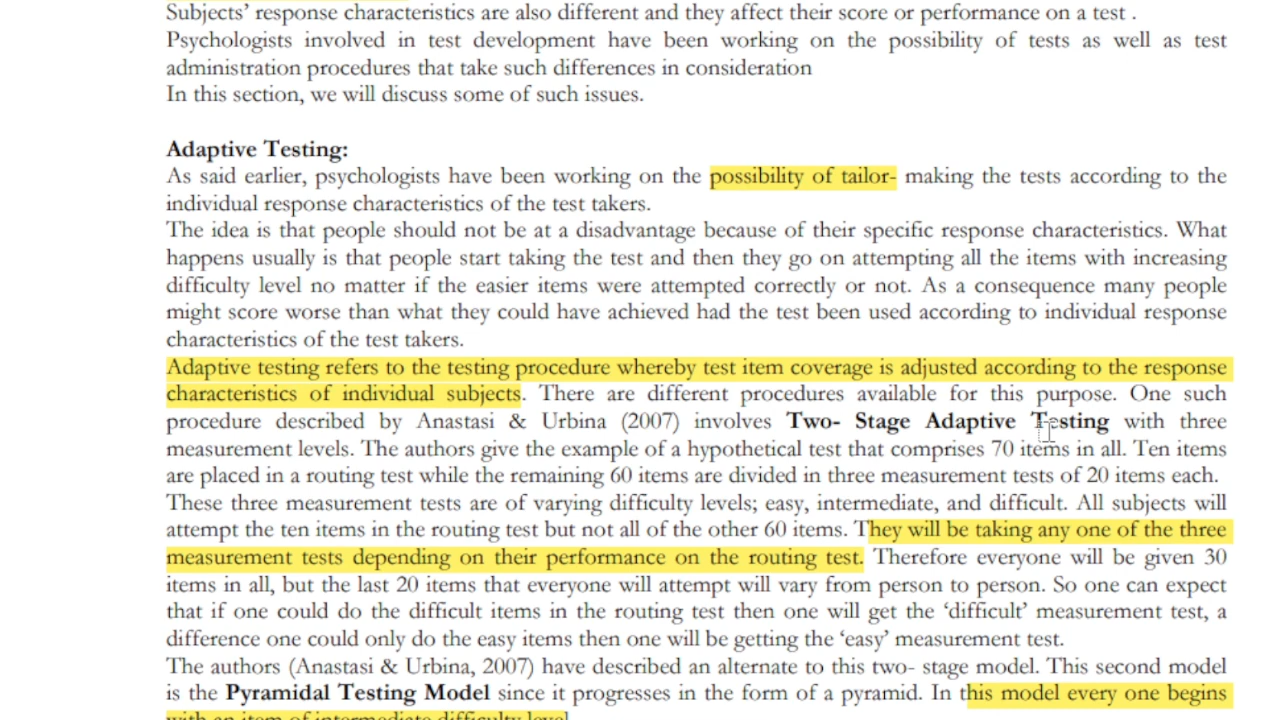 Subjects’ response characteristics are also different and they affect their score or performance on a test .
Psychologists involved in test development have been working on the possibility of tests as well as test
administration procedures that take such differences in consideration
In this section, we will discuss some of such issues.
Adaptive Testing:
As said earlier, psychologists have been working on the possibility of tailor- making the tests according to the
individual response characteristics of the test takers.
The idea is that people should not be at a disadvantage because of their specific response characteristics. What
happens usually is that people start taking the test and then they go on attempting all the items with increasing
difficulty level no matter if the easier items were attempted correctly or not. As a consequence many people
might score worse than what they could have achieved had the test been used according to individual response
characteristics of the test takers.
Adaptive testing refers to the testing procedure whereby test item coverage is adjusted according to the response
characteristics of individual subjects. There are different procedures available for this purpose. One such
procedure described by Anastasi & Urbina (2007) involves Two- Stage Adaptive Testing with three
measurement levels. The authors give the example of a hypothetical test that comprises 70 items in all. Ten items
are placed in a routing test while the remaining 60 items are divided in three measurement tests of 20 items each.
These three measurement tests are of varying difficulty levels; easy, intermediate, and difficult. All subjects will
attempt the ten items in the routing test but not all of the other 60 items. They will be taking any one of the three
measurement tests depending on their performance on the routing test. Therefore everyone will be given 30
items in all, but the last 20 items that everyone will attempt will vary from person to person. So one can expect
that if one could do the difficult items in the routing test then one will get the ‘difficult’ measurement test, a
difference one could only do the easy items then one will be getting the ‘easy’ measurement test.
The authors (Anastasi & Urbina, 2007) have described an alternate to this two- stage model. This second model
is the Pyramidal Testing Model since it progresses in the form of a pyramid. In this model every one begins
with an item of intermediate difficulty level